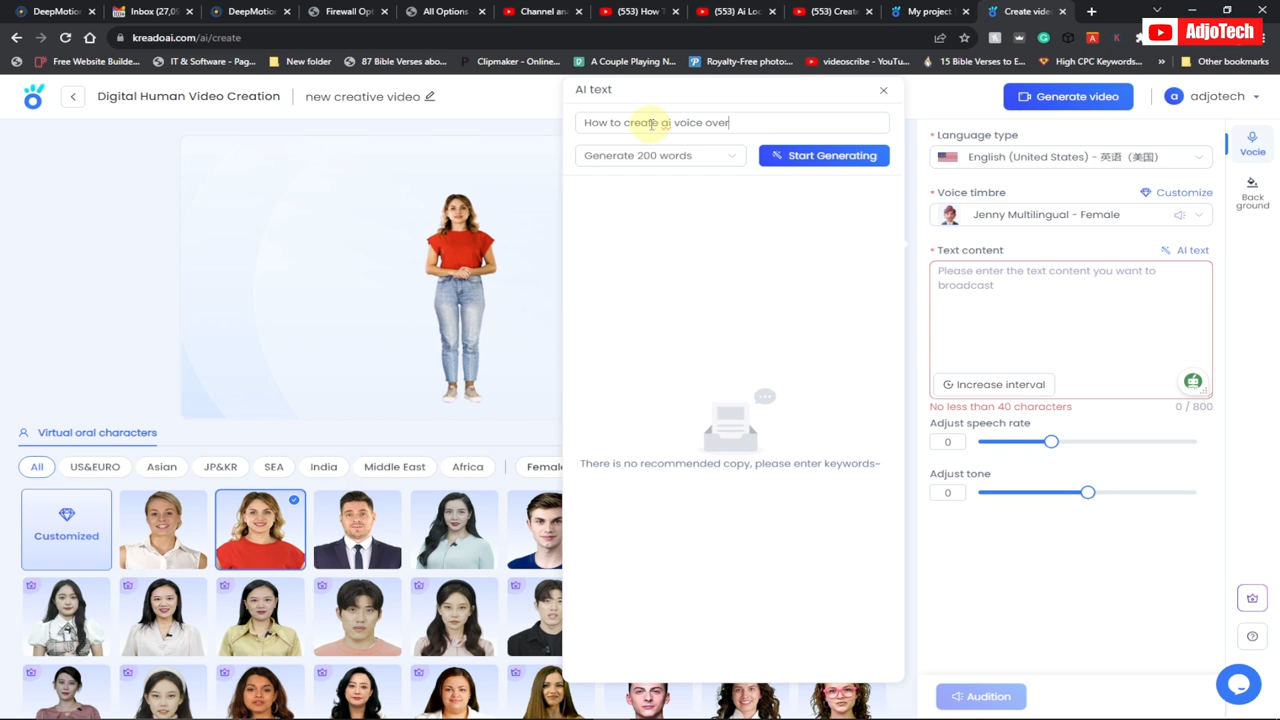 DeepMotion
Inbox (27,05
DeepMotion
Firewall Opt
All Options
Channel an
(553) How T
(553) Ai Loc
(553) Create
My project
Create video
AdjoTech
kreadoai.com/ai/create
Free Website Builde...
IT & Software - Pag...
New folder
87 Bible Verses abo...
Clipmaker - Online...
A Couple Playing N...
Royalty-Free photo:...
videoscribe - YouTu...
15 Bible Verses to E...
High CPC Keywords...
»
Other bookmarks
Digital Human Video Creation
new creative video
AI text
Generate video
a
adjotech
How to create ai voice over
Generate 200 words
Start Generating
* Language type
English (United States) - 英语（美国）
Vocie
* Voice timbre
Customize
Back
ground
Jenny Multilingual - Female
* Text content
AI text
Please enter the text content you want to
broadcast
Increase interval
No less than 40 characters
0 / 800
Adjust speech rate
0
Virtual oral characters
There is no recommended copy, please enter keywords~
All
US&EURO
Asian
JP&KR
SEA
India
Middle East
Africa
Female
Adjust tone
0
Customized
Audition